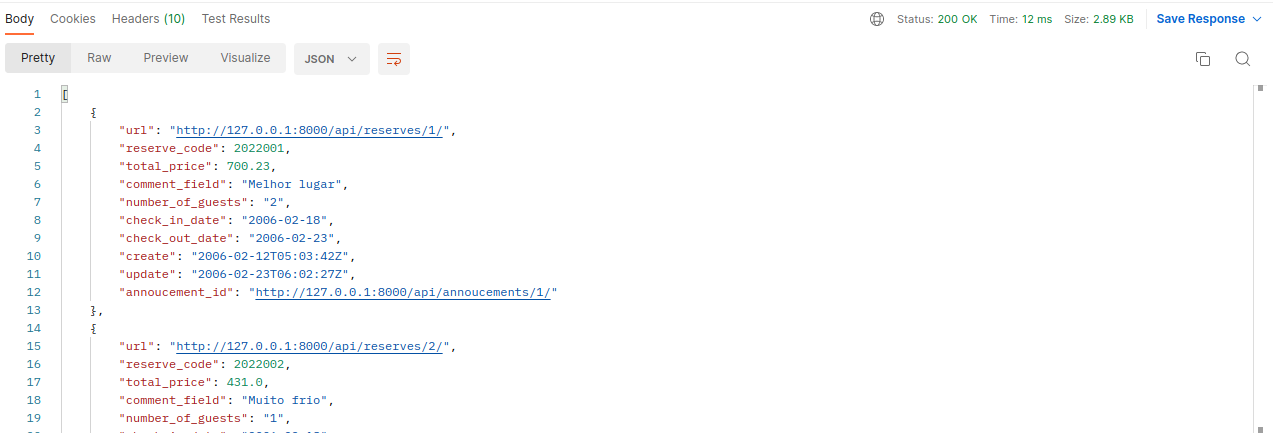 Body Cookies Headers (10) Test Results Status: 200 OK Time: 12 ms Size: 2.89 KB Save Response
Pretty Raw Preview Visualize JSON
1 [
2 {
3 "url": "http://127.0.0.1:8000/api/reserves/1/",
4 "reserve_code": 2022001,
5 "total_price": 700.23,
6 "comment_field": "Melhor lugar",
7 "number_of_guests": "2",
8 "check_in_date": "2006-02-18",
9 "check_out_date": "2006-02-23",
10 "create": "2006-02-12T05:03:42Z",
11 "update": "2006-02-23T06:02:27Z",
12 "annoucement_id": "http://127.0.0.1:8000/api/annoucements/1/"
13 },
14 {
15 "url": "http://127.0.0.1:8000/api/reserves/2/",
16 "reserve_code": 2022002,
17 "total_price": 431.0,
18 "comment_field": "Muito frio",
19 "number_of_guests": "1",